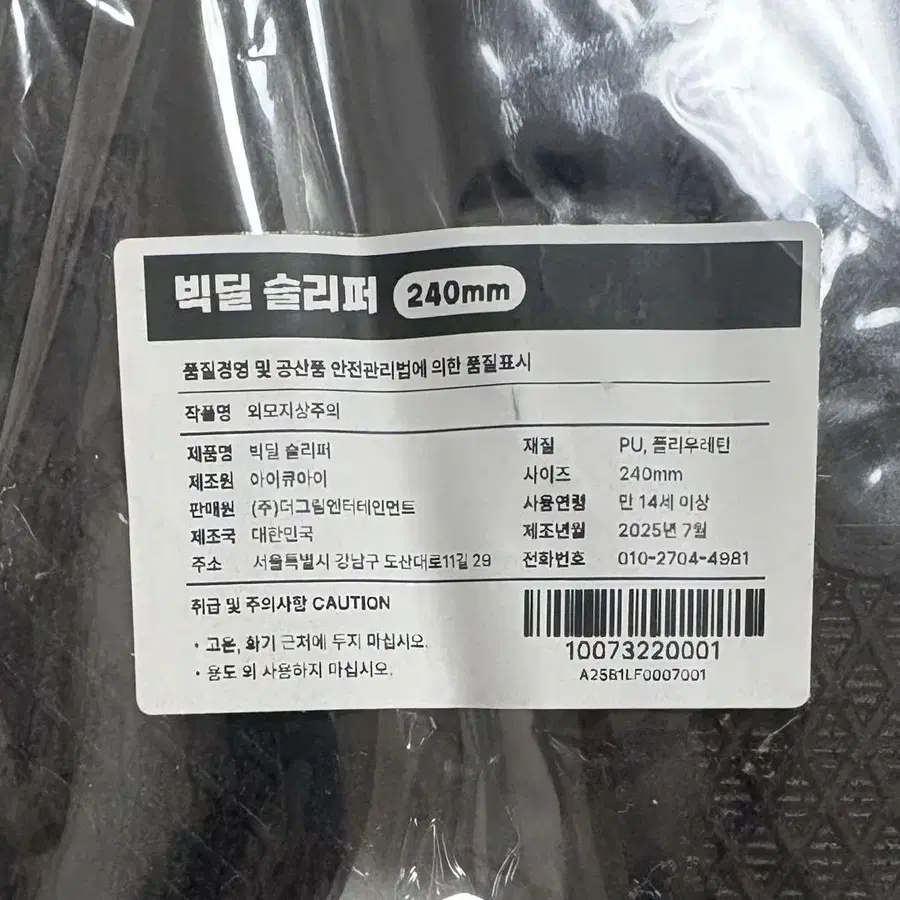 빅딜 슬리퍼 240mm
품질경영 및 공산품 안전관리법에 의한 품질표시
작품명 외모지상주의
제품명 빅딜 슬리퍼 재질 PU, 폴리우레탄
제조원 아이큐아이 사이즈 240mm
판매원 (주)더그림엔터테인먼트 사용연령 만 14세 이상
제조국 대한민국 제조년월 2025년 7월
주소 서울특별시 강남구 도산대로11길 29 전화번호 010-2704-4981
취급 및 주의사항 CAUTION
· 고온, 화기 근처에 두지 마십시오.
· 용도 외 사용하지 마십시오.
10073220001
A25B1LF0007001